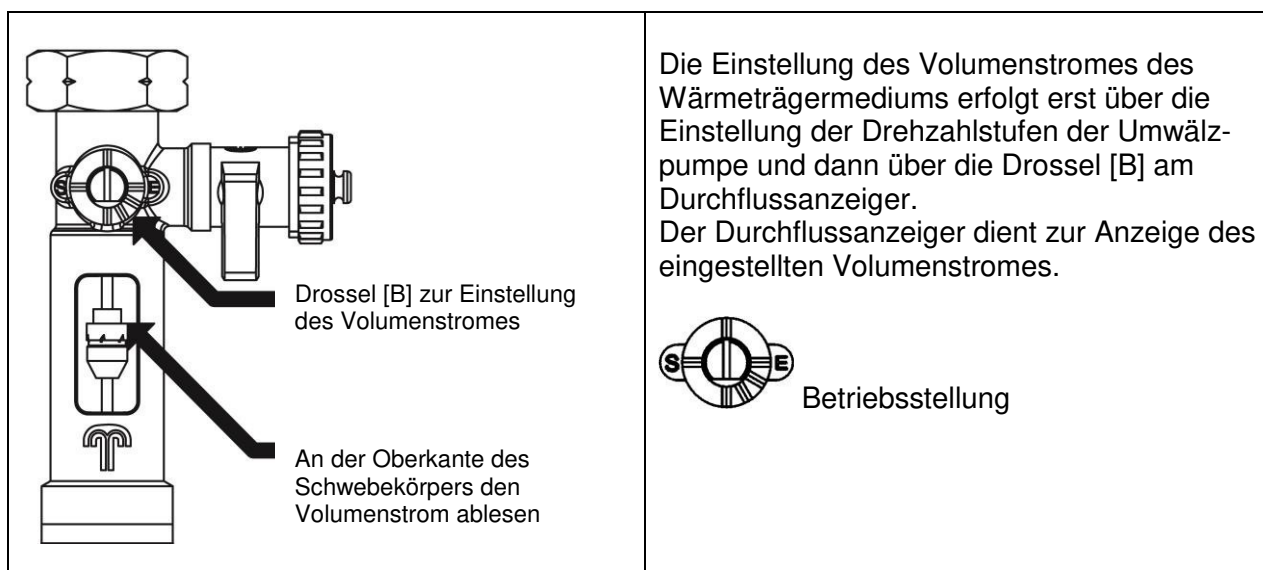 S E
Drossel [B] zur Einstellung
des Volumenstromes
An der Oberkante des
Schwebekörpers den
Volumenstrom ablesen
Die Einstellung des Volumenstromes des
Wärmeträgermediums erfolgt erst über die
Einstellung der Drehzahlstufen der Umwälz-
pumpe und dann über die Drossel [B] am
Durchflussanzeiger.
Der Durchflussanzeiger dient zur Anzeige des
eingestellten Volumenstromes.
S E
Betriebsstellung